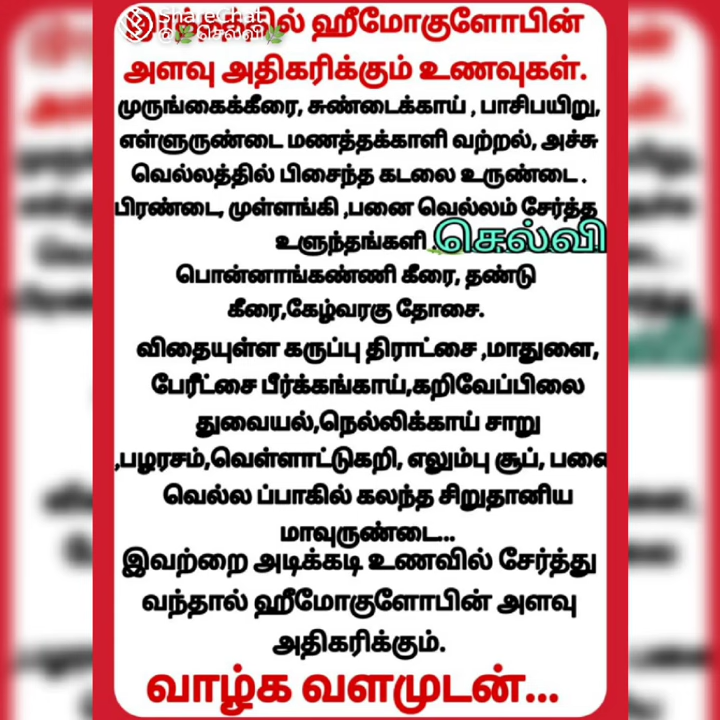 ShareChat
@🌿செல்வி🌿
ஹீமோகுளோபின்
அளவு அதிகரிக்கும் உணவுகள்.
முருங்கைக்கீரை, சுண்டைக்காய் , பாசிபயிறு,
எள்ளுருண்டை மணத்தக்காளி வற்றல், அச்சு
வெல்லத்தில் பிசைந்த கடலை உருண்டை .
பிரண்டை, முள்ளங்கி ,பனை வெல்லம் சேர்த்த
உளுந்தங்களி .
செல்வி
பொன்னாங்கண்ணி கீரை, தண்டு
கீரை,கேழ்வரகு தோசை.
விதையுள்ள கருப்பு திராட்சை ,மாதுளை,
பேரீட்சை பீர்க்கங்காய்,கறிவேப்பிலை
துவையல்,நெல்லிக்காய் சாறு
,பழரசம்,வெள்ளாட்டுகறி, எலும்பு சூப், பனை
வெல்ல ப்பாகில் கலந்த சிறுதானிய
மாவுருண்டை...
இவற்றை அடிக்கடி உணவில் சேர்த்து
வந்தால் ஹீமோகுளோபின் அளவு
அதிகரிக்கும்.
வாழ்க வளமுடன்...